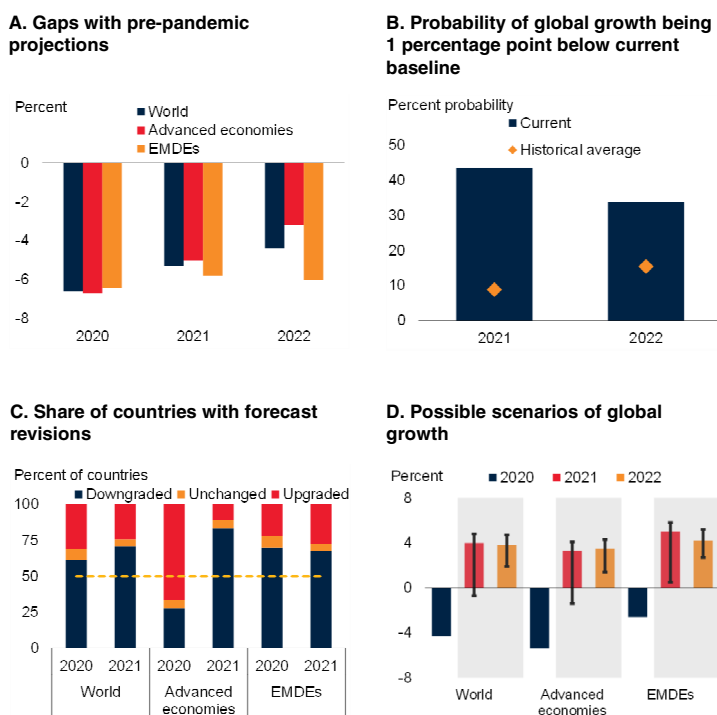 A. Gaps with pre-pandemic
projections
Percent
World
Advanced economies
EMDEs
0
-2
-4
-6
-8
2020 2021 2022
B. Probability of global growth being
1 percentage point below current
baseline
Percent probability
Current
Historical average
50
40
30
20
10
0
2021 2022
C. Share of countries with forecast
revisions
Percent of countries
Downgraded Unchanged Upgraded
100
75
50
25
0
2020 2021 2020 2021 2020 2021
World Advanced EMDEs
economies
D. Possible scenarios of global
growth
Percent 2020 2021 2022
8
4
0
-4
-8
World Advanced EMDEs
economies